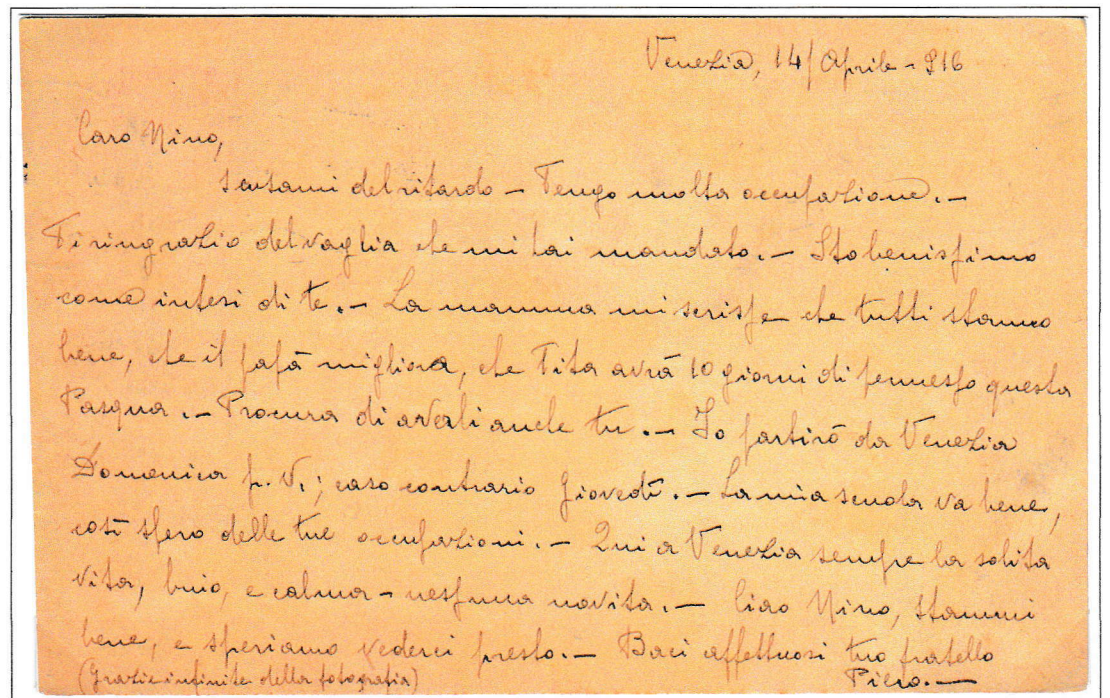 Venezia, 14/Aprile - 916
Caro Nino,
scusami del ritardo - Tengo molta occupazione. -
Ti ringrazio del vaglia che mi hai mandato. - Sto benissimo
come intesi di te. - La mamma mi scrisse che tutti stanno
bene, che il papà migliora, che Tita avrà 10 giorni di permesso questa
Pasqua. - Procura di averli anche tu. - Io partirò da Venezia
Domenica p. v.; caso contrario Giovedì. - La mia scuola va bene,
così spero delle tue occupazioni. - Qui a Venezia sempre la solita
vita, buio, e calma - nessuna novita. - Ciao Nino, stammi
bene, e speriamo vederci presto. - Baci affettuosi tuo fratello
(Grazie infinite della fotografia) Piero. -